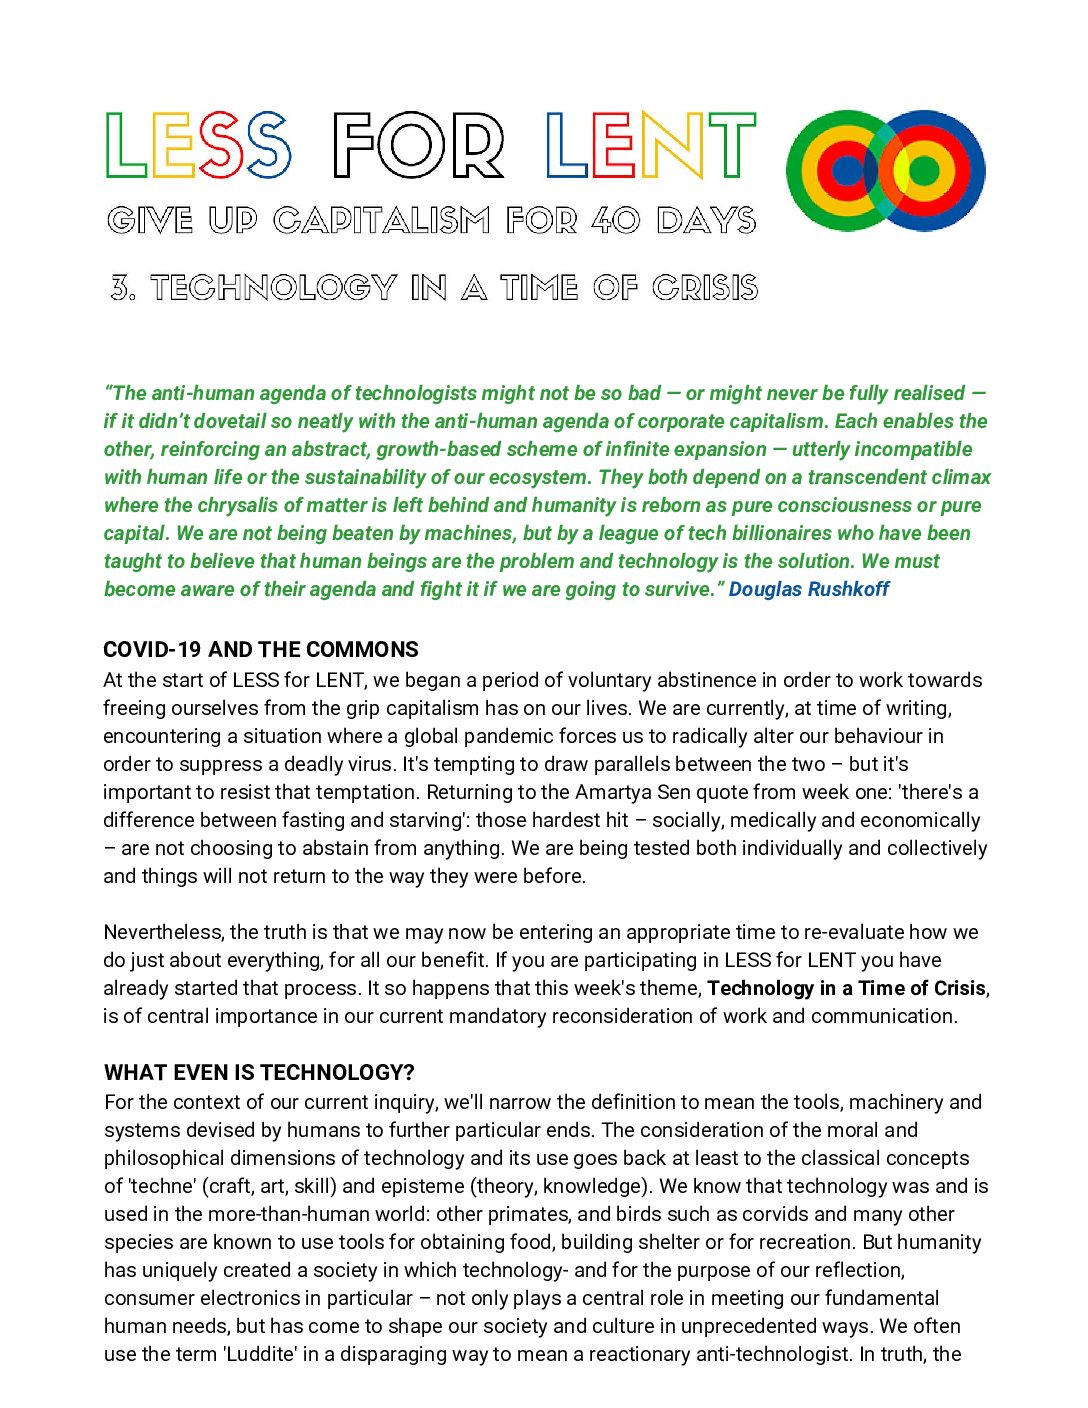 LESS FOR LENT
GIVE UP CAPITALISM FOR 40 DAYS
3. TECHNOLOGY IN A TIME OF CRISIS
“The anti-human agenda of technologists might not be so bad — or might never be fully realised —
if it didn’t dovetail so neatly with the anti-human agenda of corporate capitalism. Each enables the
other, reinforcing an abstract, growth-based scheme of infinite expansion — utterly incompatible
with human life or the sustainability of our ecosystem. They both depend on a transcendent climax
where the chrysalis of matter is left behind and humanity is reborn as pure consciousness or pure
capital. We are not being beaten by machines, but by a league of tech billionaires who have been
taught to believe that human beings are the problem and technology is the solution. We must
become aware of their agenda and fight it if we are going to survive.” Douglas Rushkoff
COVID-19 AND THE COMMONS
At the start of LESS for LENT, we began a period of voluntary abstinence in order to work towards
freeing ourselves from the grip capitalism has on our lives. We are currently, at time of writing,
encountering a situation where a global pandemic forces us to radically alter our behaviour in
order to suppress a deadly virus. It's tempting to draw parallels between the two – but it's
important to resist that temptation. Returning to the Amartya Sen quote from week one: 'there's a
difference between fasting and starving': those hardest hit – socially, medically and economically
– are not choosing to abstain from anything. We are being tested both individually and collectively
and things will not return to the way they were before.
Nevertheless, the truth is that we may now be entering an appropriate time to re-evaluate how we
do just about everything, for all our benefit. If you are participating in LESS for LENT you have
already started that process. It so happens that this week's theme, Technology in a Time of Crisis,
is of central importance in our current mandatory reconsideration of work and communication.
WHAT EVEN IS TECHNOLOGY?
For the context of our current inquiry, we'll narrow the definition to mean the tools, machinery and
systems devised by humans to further particular ends. The consideration of the moral and
philosophical dimensions of technology and its use goes back at least to the classical concepts
of 'techne' (craft, art, skill) and episteme (theory, knowledge). We know that technology was and is
used in the more-than-human world: other primates, and birds such as corvids and many other
species are known to use tools for obtaining food, building shelter or for recreation. But humanity
has uniquely created a society in which technology- and for the purpose of our reflection,
consumer electronics in particular – not only plays a central role in meeting our fundamental
human needs, but has come to shape our society and culture in unprecedented ways. We often
use the term 'Luddite' in a disparaging way to mean a reactionary anti-technologist. In truth, the